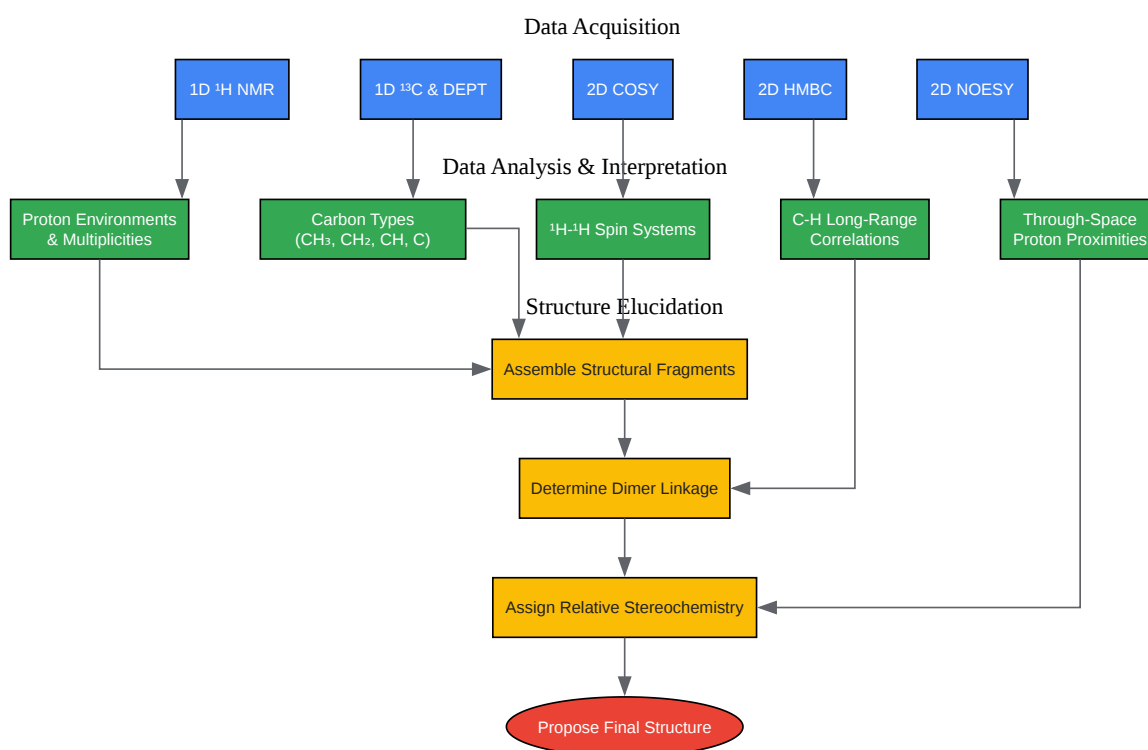 Data Acquisition
1D ¹H NMR
1D ¹³C & DEPT
2D COSY
2D HMBC
2D NOESY
Data Analysis & Interpretation
Proton Environments
& Multiplicities
Carbon Types
(CH₃, CH₂, CH, C)
¹H-¹H Spin Systems
C-H Long-Range
Correlations
Through-Space
Proton Proximities
Structure Elucidation
Assemble Structural Fragments
Determine Dimer Linkage
Assign Relative Stereochemistry
Propose Final Structure